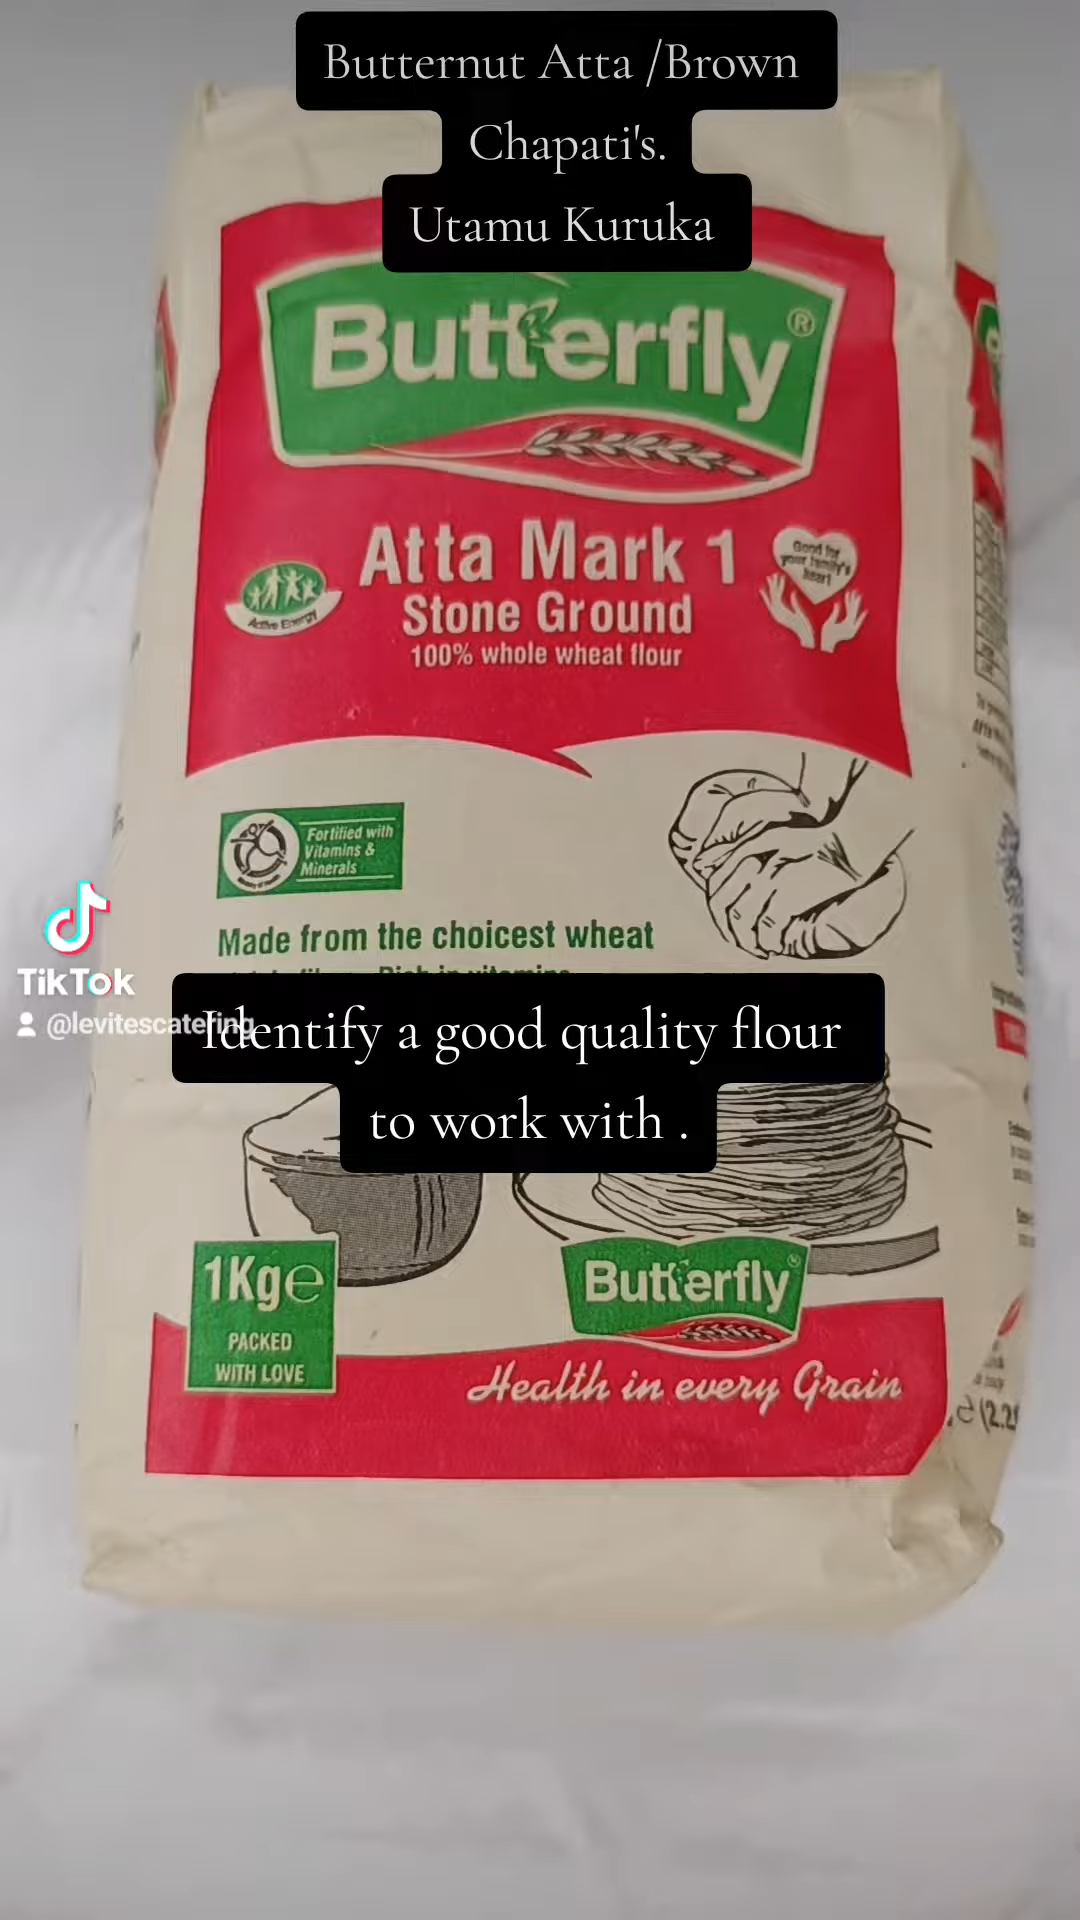 Butternut Atta /Brown
Chapati's.
Utamu Kuruka
Butterfly®
Atta Mark 1
Stone Ground
100% whole wheat flour
Active Energy
Good for
your family's
heart
Fortified with
Vitamins &
Minerals
Made from the choicest wheat
TikTok
@levitescatering
Identify a good quality flour
to work with .
1Kg℮
PACKED
WITH LOVE
Butterfly
Health in every Grain